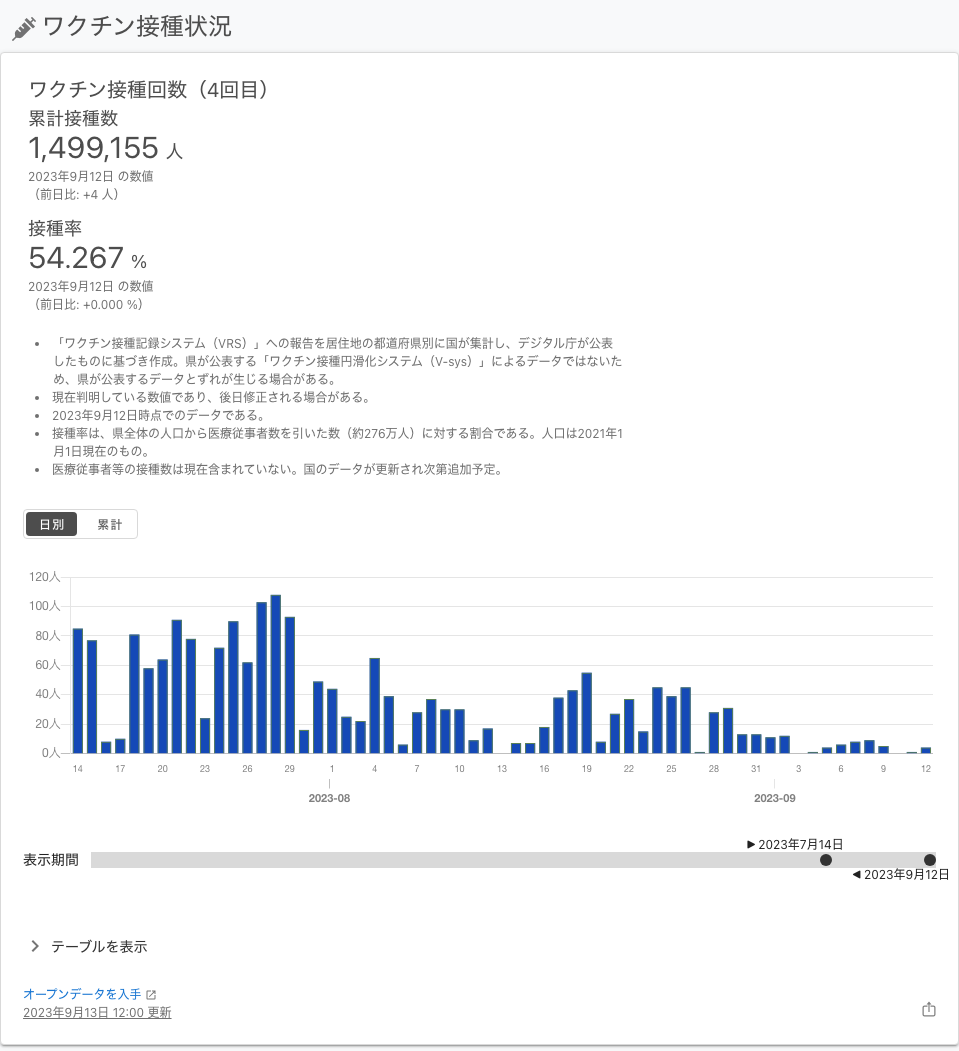 ワクチン接種状況
ワクチン接種回数（4回目）
累計接種数
1,499,155 人
2023年9月12日 の数値
（前日比: +4 人）
接種率
54.267 %
2023年9月12日 の数値
（前日比: +0.000 %）
• 「ワクチン接種記録システム（VRS）」への報告を居住地の都道府県別に国が集計し、デジタル庁が公表
したものに基づき作成。県が公表する「ワクチン接種円滑化システム（V-sys）」によるデータではないた
め、県が公表するデータとずれが生じる場合がある。
• 現在判明している数値であり、後日修正される場合がある。
• 2023年9月12日時点でのデータである。
• 接種率は、県全体の人口から医療従事者数を引いた数（約276万人）に対する割合である。人口は2021年1
月1日現在のもの。
• 医療従事者等の接種数は現在含まれていない。国のデータが更新され次第追加予定。
日別 累計
120人
100人
80人
60人
40人
20人
0人
14 17 20 23 26 29 1 4 7 10 13 16 19 22 25 28 31 3 6 9 12
2023-08 2023-09
▶ 2023年7月14日
表示期間
◀ 2023年9月12日
テーブルを表示
オープンデータを入手
2023年9月13日 12:00 更新